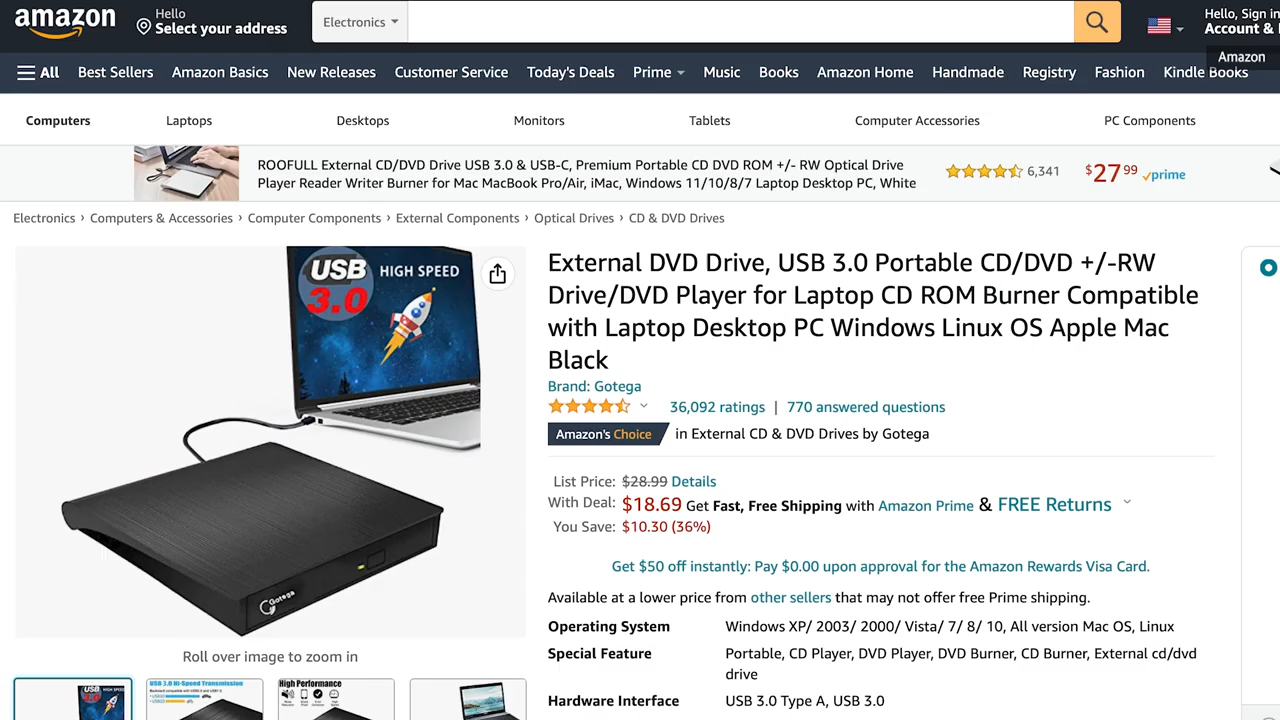 amazon
Hello
Select your address
Electronics
Hello, Sign in
Account &
Amazon
All Best Sellers Amazon Basics New Releases Customer Service Today's Deals Prime Music Books Amazon Home Handmade Registry Fashion Kindle Books
Computers Laptops Desktops Monitors Tablets Computer Accessories PC Components
ROOFULL External CD/DVD Drive USB 3.0 & USB-C, Premium Portable CD DVD ROM +/- RW Optical Drive
Player Reader Writer Burner for Mac MacBook Pro/Air, iMac, Windows 11/10/8/7 Laptop Desktop PC, White
6,341
$27 99 prime
Electronics › Computers & Accessories › Computer Components › External Components › Optical Drives › CD & DVD Drives
USB
3.0
HIGH SPEED
Gotega
Roll over image to zoom in
External DVD Drive, USB 3.0 Portable CD/DVD +/-RW
Drive/DVD Player for Laptop CD ROM Burner Compatible
with Laptop Desktop PC Windows Linux OS Apple Mac
Black
Brand: Gotega
36,092 ratings | 770 answered questions
Amazon's Choice in External CD & DVD Drives by Gotega
List Price: $28.99 Details
With Deal: $18.69 Get Fast, Free Shipping with Amazon Prime & FREE Returns
You Save: $10.30 (36%)
Get $50 off instantly: Pay $0.00 upon approval for the Amazon Rewards Visa Card.
Available at a lower price from other sellers that may not offer free Prime shipping.
Operating System Windows XP/ 2003/ 2000/ Vista/ 7/ 8/ 10, All version Mac OS, Linux
Special Feature Portable, CD Player, DVD Player, DVD Burner, CD Burner, External cd/dvd
drive
Hardware Interface USB 3.0 Type A, USB 3.0
USB
3.0
HIGH SPEED
USB 3.0 Hi-Speed Transmission
High Performance